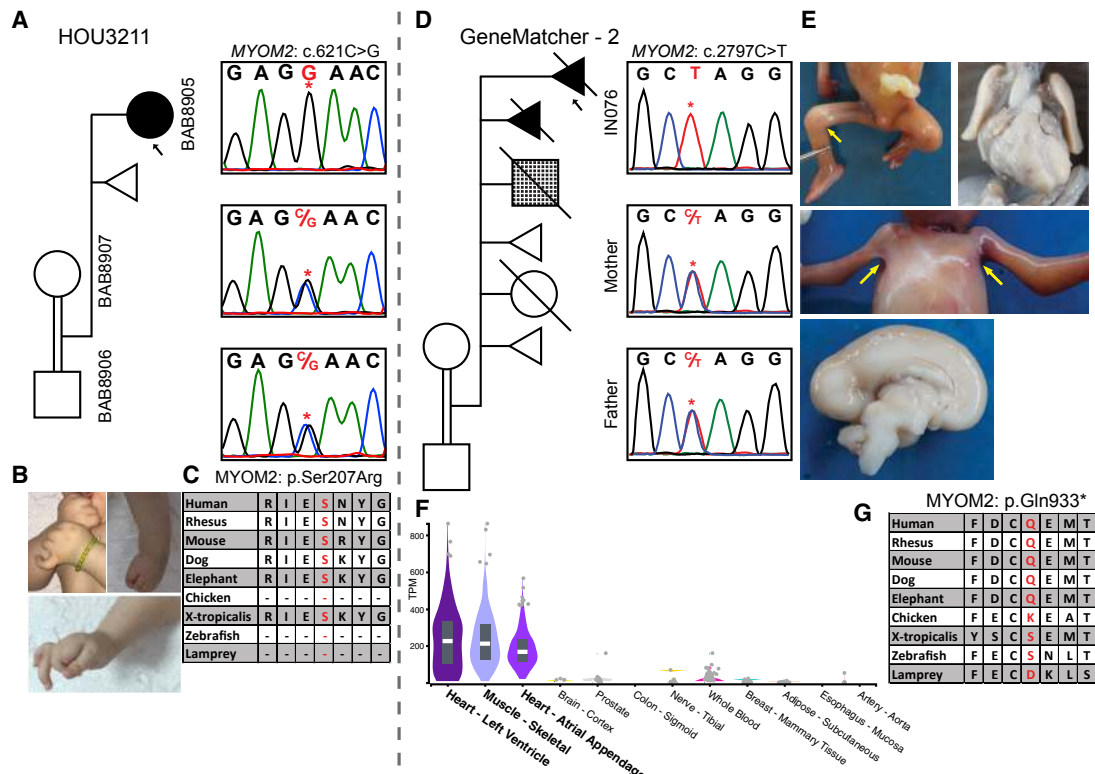 A
HOU3211
BAB8905
BAB8907
BAB8906
MYOM2: c.621C>G
G A G G A A C
*
G A G C/G A A C
*
G A G C/G A A C
*
B
C
MYOM2: p.Ser207Arg
Human R I E S N Y G
Rhesus R I E S N Y G
Mouse R I E S R Y G
Dog R I E S K Y G
Elephant R I E S K Y G
Chicken - - - - - - -
X-tropicalis R I E S K Y G
Zebrafish - - - - - - -
Lamprey - - - - - - -
D
GeneMatcher - 2
MYOM2: c.2797C>T
IN076
G C T A G G
*
Mother
G C C/T A G G
*
Father
G C C/T A G G
*
E
F
TPM
800
600
400
200
Heart - Left Ventricle
Muscle - Skeletal
Heart - Atrial Appendage
Brain - Cortex
Prostate
Colon - Sigmoid
Nerve - Tibial
Whole Blood
Breast - Mammary Tissue
Adipose - Subcutaneous
Esophagus - Mucosa
Artery - Aorta
G
MYOM2: p.Gln933*
Human F D C Q E M T
Rhesus F D C Q E M T
Mouse F D C Q E M T
Dog F D C Q E M T
Elephant F D C Q E M T
Chicken F E C K E A T
X-tropicalis Y S C S E M T
Zebrafish F E C S N L T
Lamprey F E C D K L S